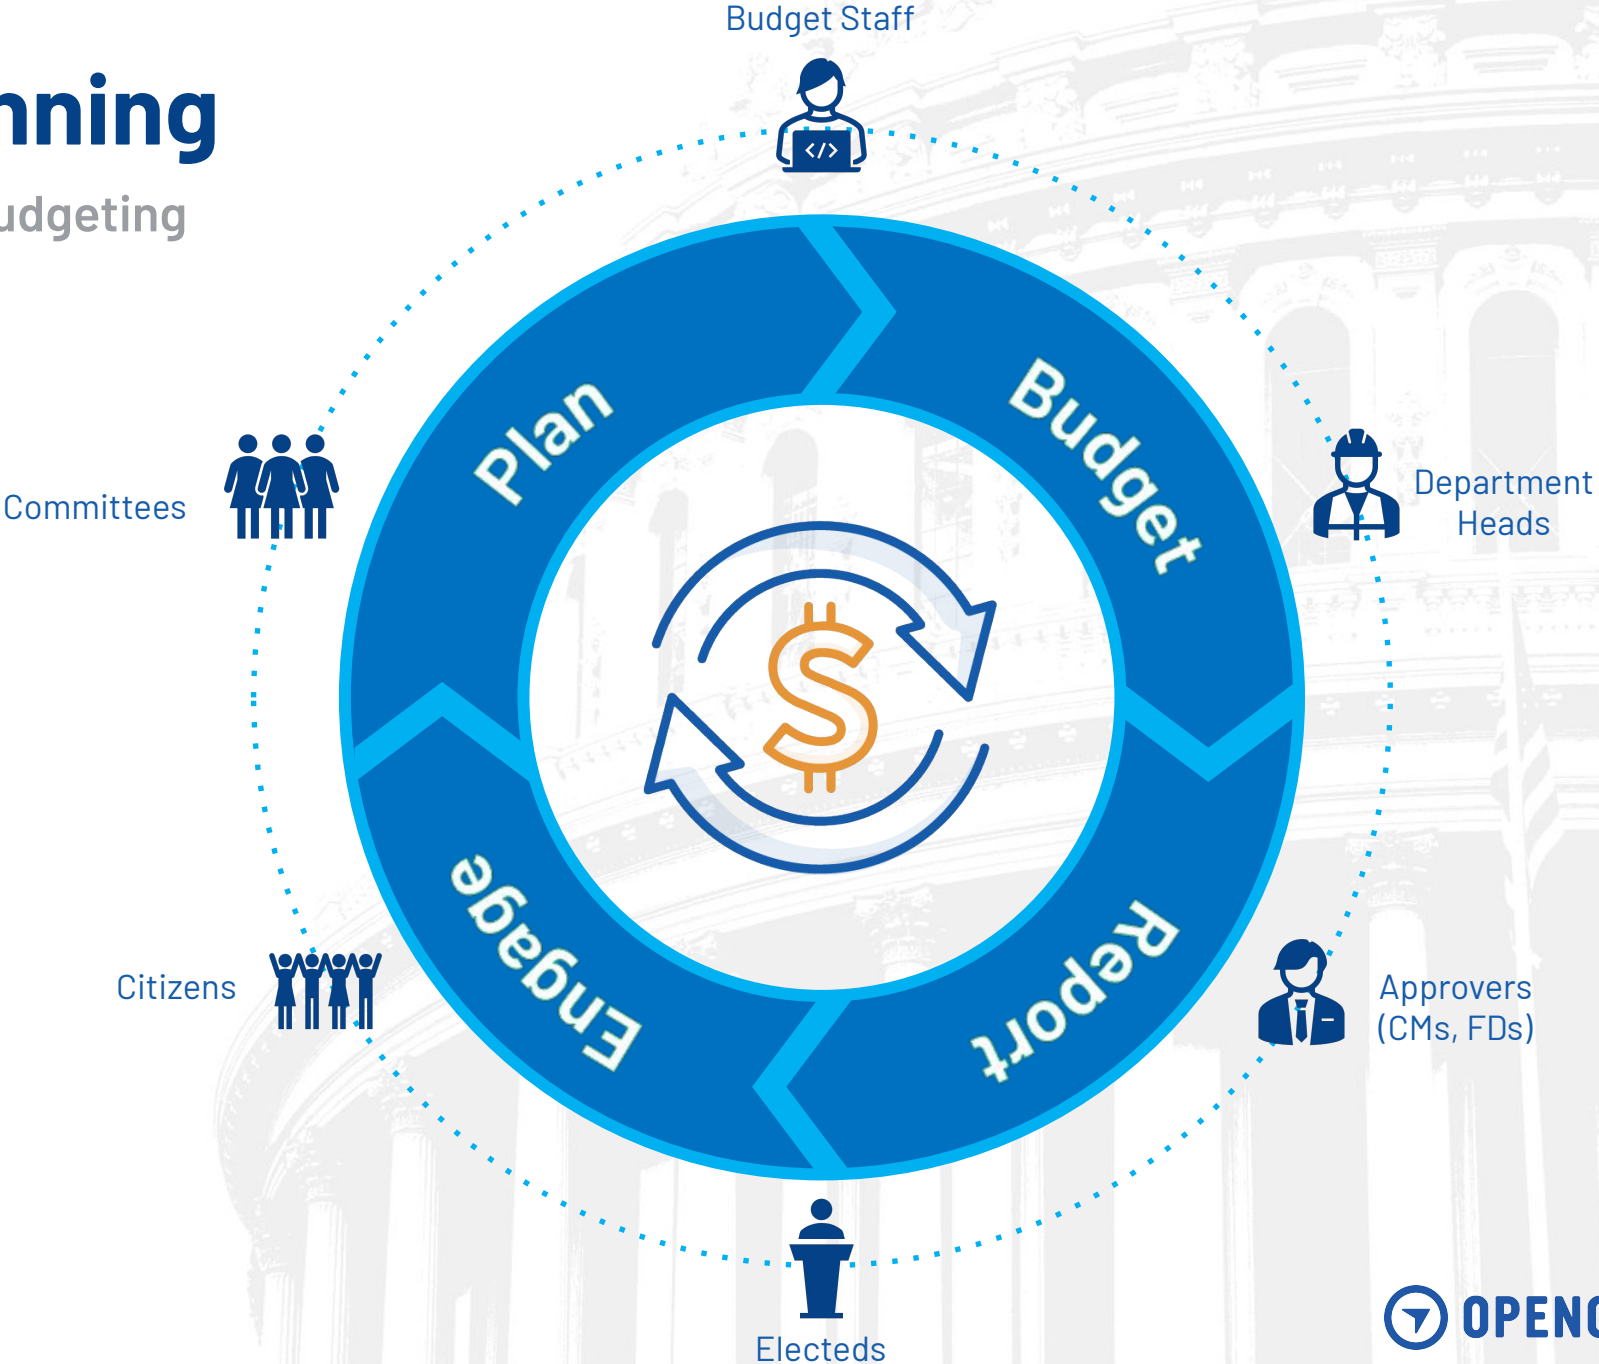 Budget Staff
nning
udgeting
</>
Plan
Budget
Committees
Department
Heads
$
Engage
Report
Citizens
Approvers
(CMs, FDs)
Electeds
OPENG